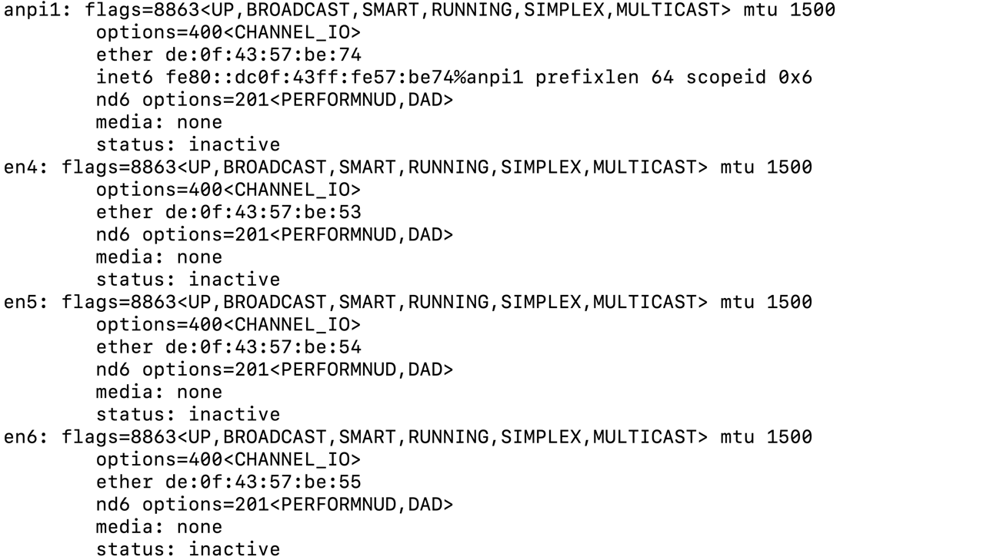 anpi1: flags=8863<UP,BROADCAST,SMART,RUNNING,SIMPLEX,MULTICAST> mtu 1500
options=400<CHANNEL_IO>
ether de:0f:43:57:be:74
inet6 fe80::dc0f:43ff:fe57:be74%anpi1 prefixlen 64 scopeid 0x6
nd6 options=201<PERFORMNUD,DAD>
media: none
status: inactive
en4: flags=8863<UP,BROADCAST,SMART,RUNNING,SIMPLEX,MULTICAST> mtu 1500
options=400<CHANNEL_IO>
ether de:0f:43:57:be:53
nd6 options=201<PERFORMNUD,DAD>
media: none
status: inactive
en5: flags=8863<UP,BROADCAST,SMART,RUNNING,SIMPLEX,MULTICAST> mtu 1500
options=400<CHANNEL_IO>
ether de:0f:43:57:be:54
nd6 options=201<PERFORMNUD,DAD>
media: none
status: inactive
en6: flags=8863<UP,BROADCAST,SMART,RUNNING,SIMPLEX,MULTICAST> mtu 1500
options=400<CHANNEL_IO>
ether de:0f:43:57:be:55
nd6 options=201<PERFORMNUD,DAD>
media: none
status: inactive